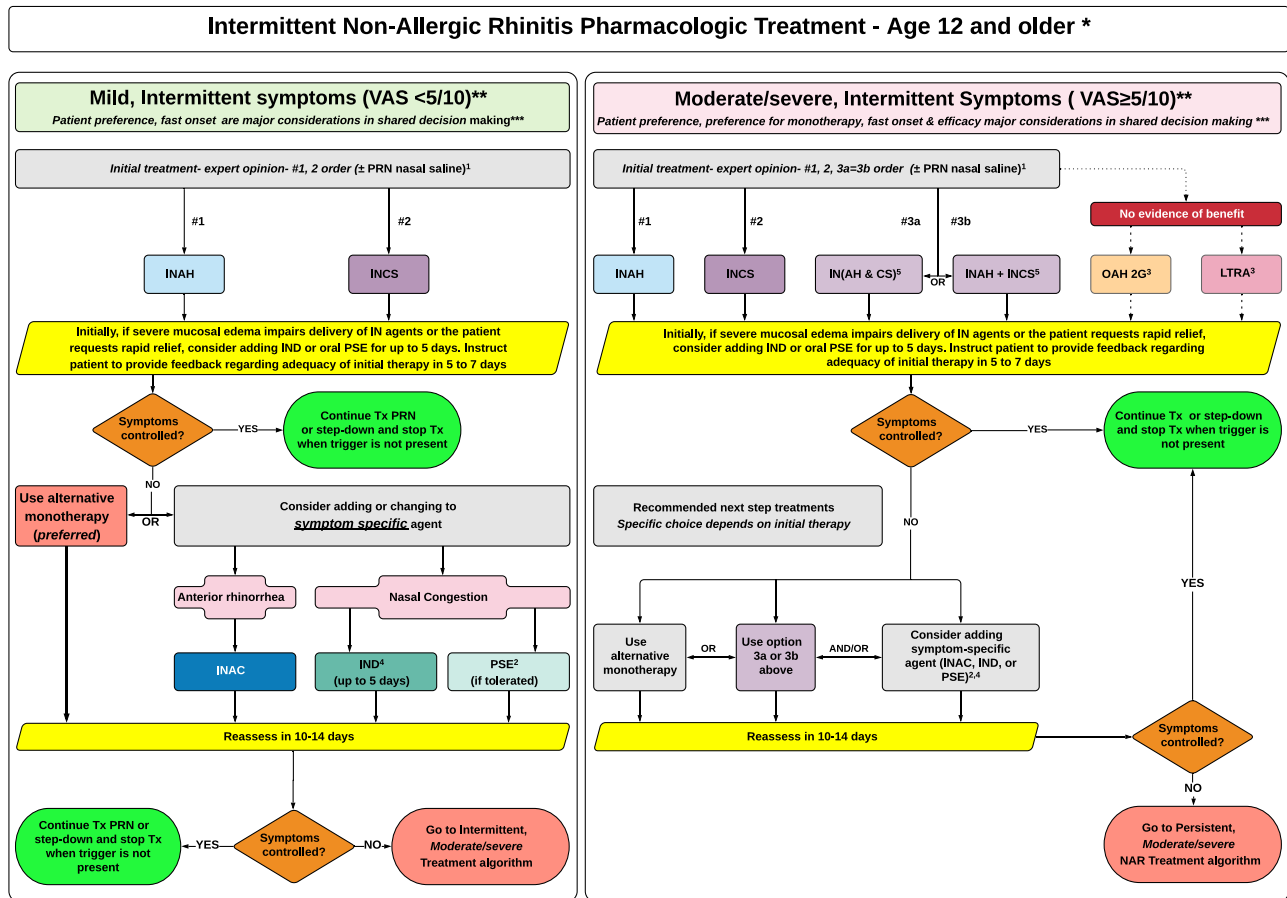 Intermittent Non-Allergic Rhinitis Pharmacologic Treatment - Age 12 and older *
Mild, Intermittent symptoms (VAS <5/10)**
Patient preference, fast onset are major considerations in shared decision making***
Initial treatment- expert opinion- #1, 2 order (± PRN nasal saline)¹
#1
#2
INAH
INCS
Initially, if severe mucosal edema impairs delivery of IN agents or the patient
requests rapid relief, consider adding IND or oral PSE for up to 5 days. Instruct
patient to provide feedback regarding adequacy of initial therapy in 5 to 7 days
Symptoms
controlled?
YES
Continue Tx PRN
or step-down and stop Tx
when trigger is not present
NO
Use alternative
monotherapy
(preferred)
OR
Consider adding or changing to
symptom specific agent
Anterior rhinorrhea
Nasal Congestion
INAC
IND⁴
(up to 5 days)
PSE²
(if tolerated)
Reassess in 10-14 days
Continue Tx PRN or
step-down and stop Tx
when trigger is not
present
YES
Symptoms
controlled?
NO
Go to Intermittent,
Moderate/severe
Treatment algorithm
Moderate/severe, Intermittent Symptoms ( VAS≥5/10)**
Patient preference, preference for monotherapy, fast onset & efficacy major considerations in shared decision making ***
Initial treatment- expert opinion- #1, 2, 3a=3b order (± PRN nasal saline)¹
#1
#2
#3a
#3b
No evidence of benefit
INAH
INCS
IN(AH & CS)⁵
OR
INAH + INCS⁵
OAH 2G³
LTRA³
Initially, if severe mucosal edema impairs delivery of IN agents or the patient requests rapid relief,
consider adding IND or oral PSE for up to 5 days. Instruct patient to provide feedback regarding
adequacy of initial therapy in 5 to 7 days
Symptoms
controlled?
YES
Continue Tx or step-down
and stop Tx when trigger is
not present
Recommended next step treatments
Specific choice depends on initial therapy
NO
YES
Use
alternative
monotherapy
OR
Use option
3a or 3b
above
AND/OR
Consider adding
symptom-specific
agent (INAC, IND, or
PSE)²,⁴
Reassess in 10-14 days
Symptoms
controlled?
NO
Go to Persistent,
Moderate/severe
NAR Treatment algorithm